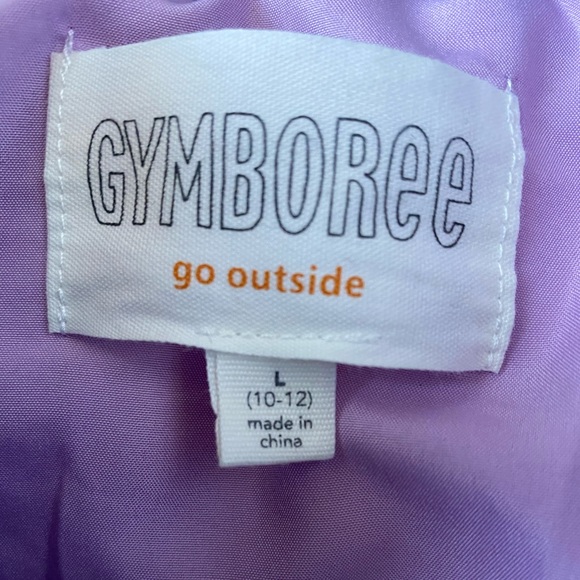 GYMBORee
go outside
L
(10-12)
made in
china